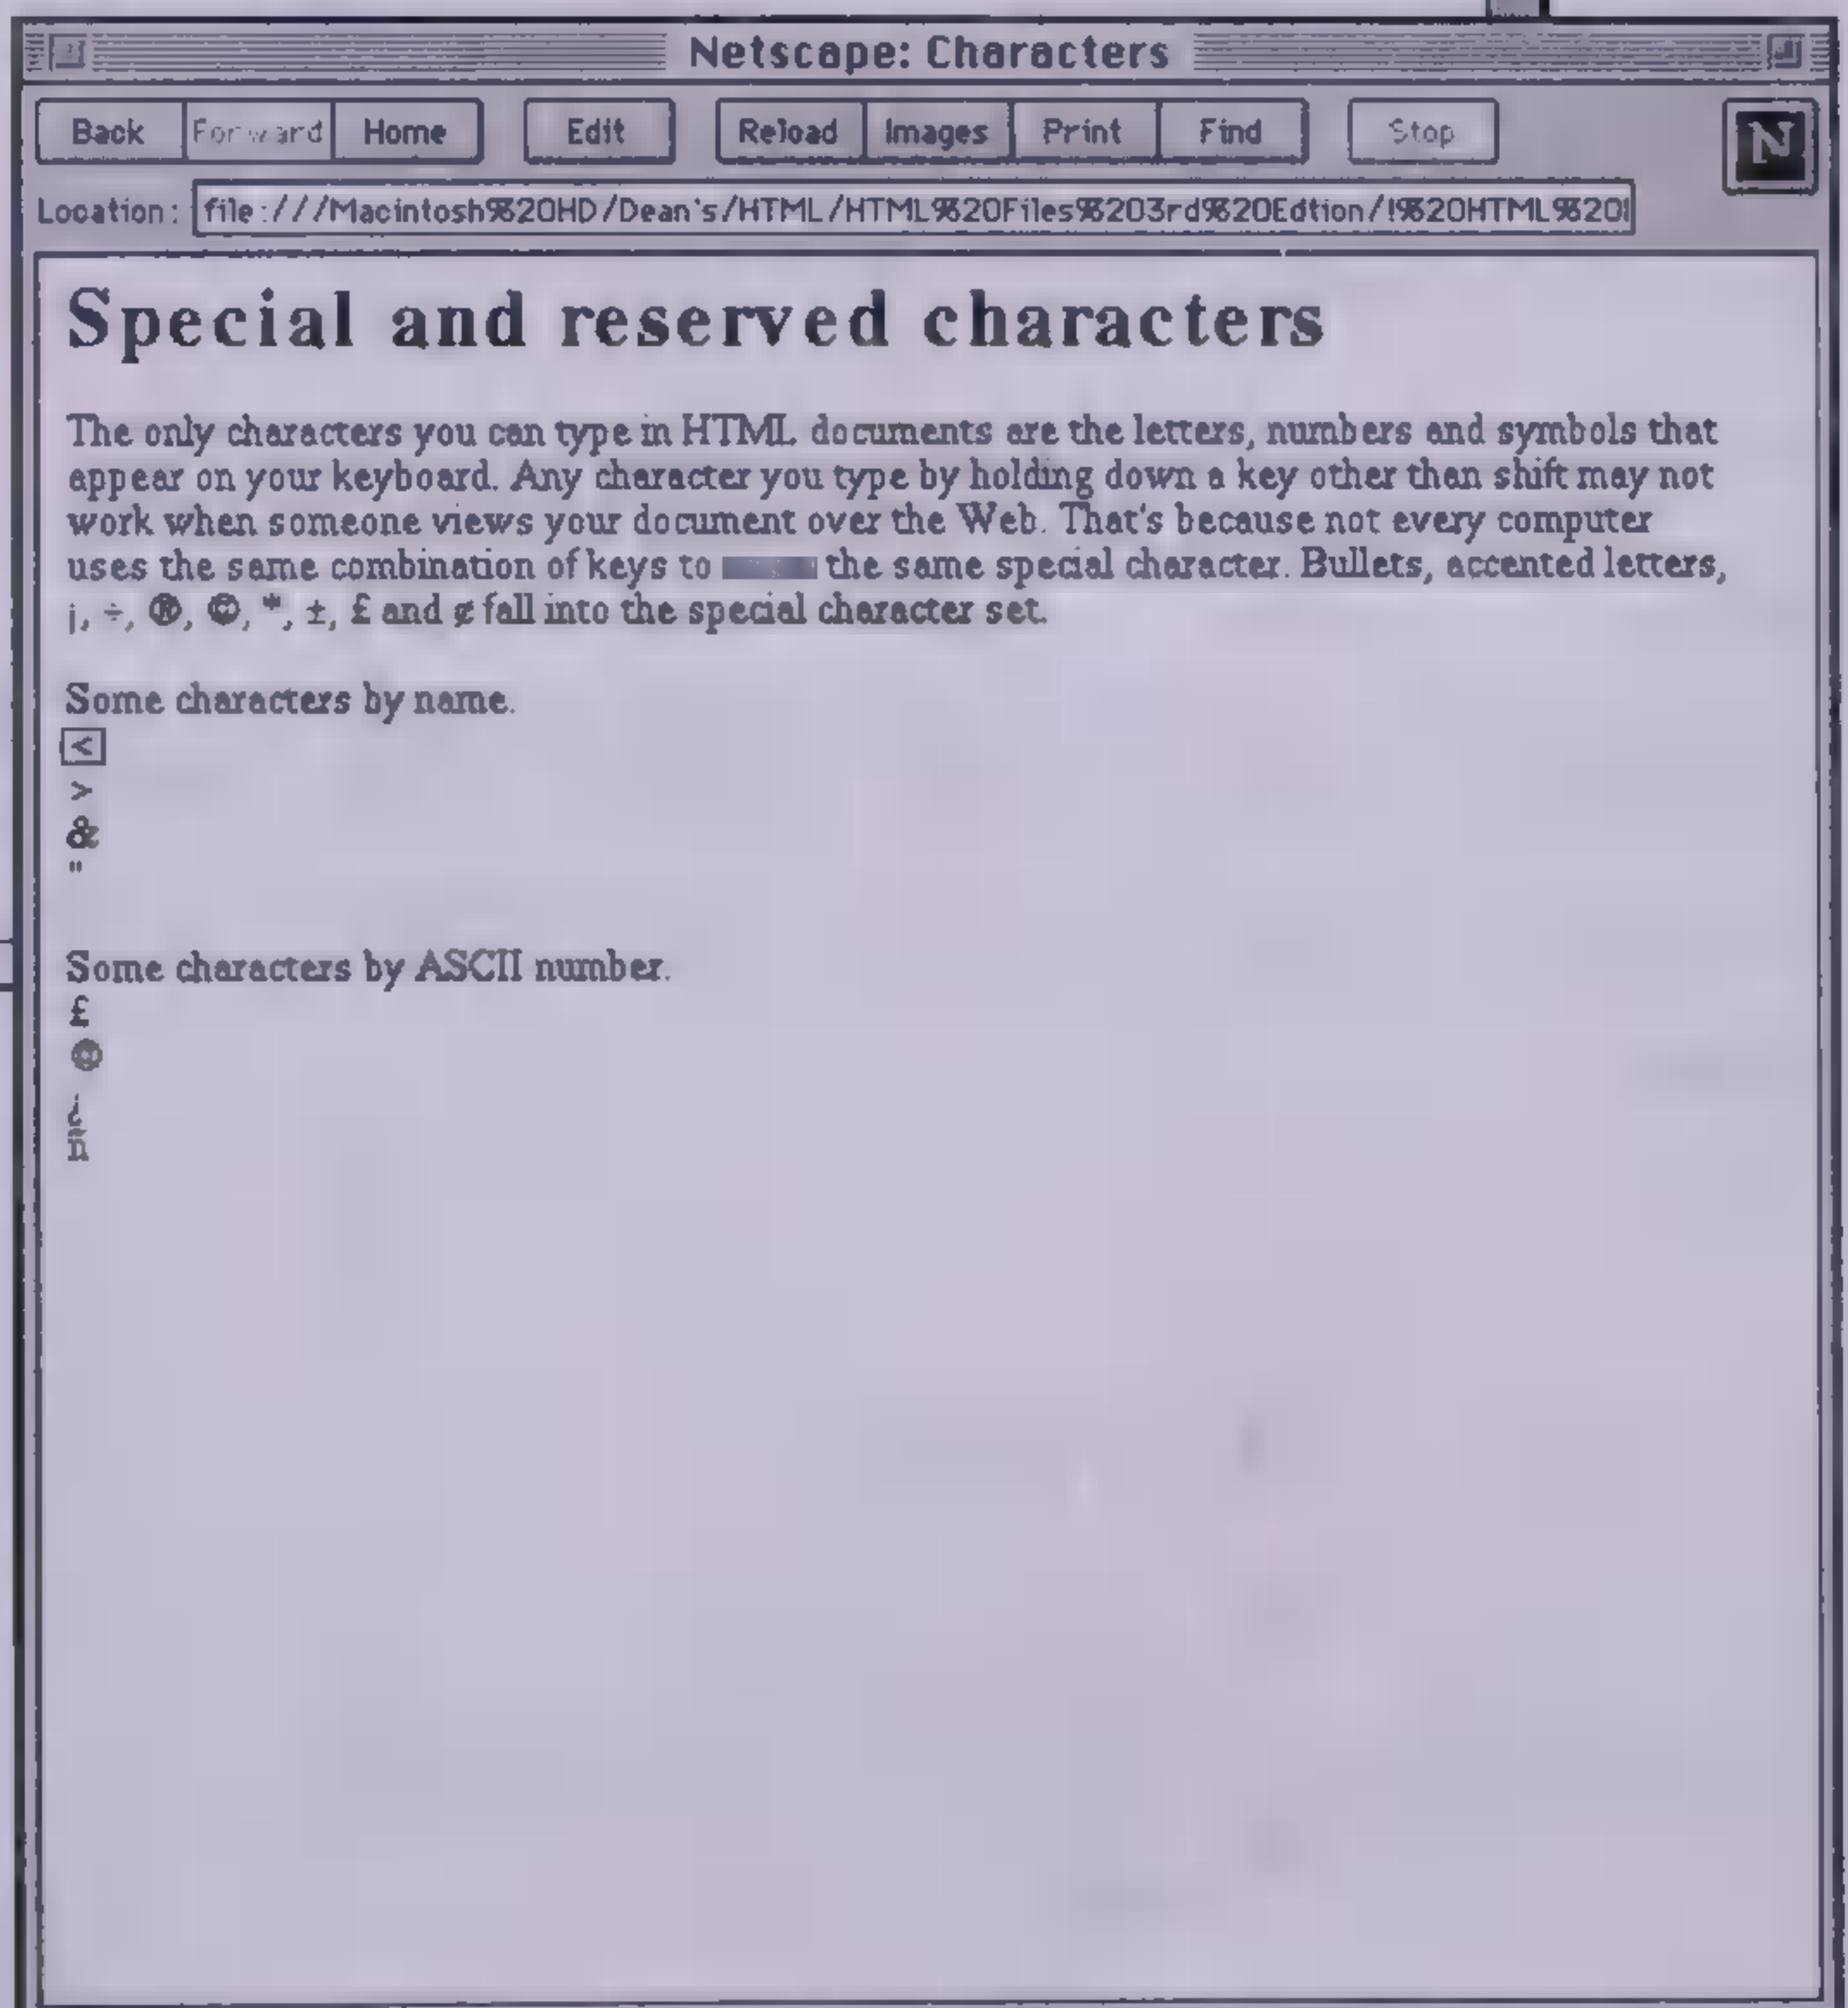 Netscape: Characters
Back Forward Home Edit Reload Images Print Find Stop
N
Location: file:///Macintosh%20HD/Dean's/HTML/HTML%20Files%203rd%20Edtion/!%20HTML%20
Special and reserved characters
The only characters you can type in HTML documents are the letters, numbers and symbols that
appear on your keyboard. Any character you type by holding down a key other than shift may not
work when someone views your document over the Web. That's because not every computer
uses the same combination of keys to the same special character. Bullets, accented letters,
¡, ÷, ®, ©, *, ±, £ and ¢ fall into the special character set.
Some characters by name.
<
>
&
"
Some characters by ASCII number.
£
©
¿
ñ